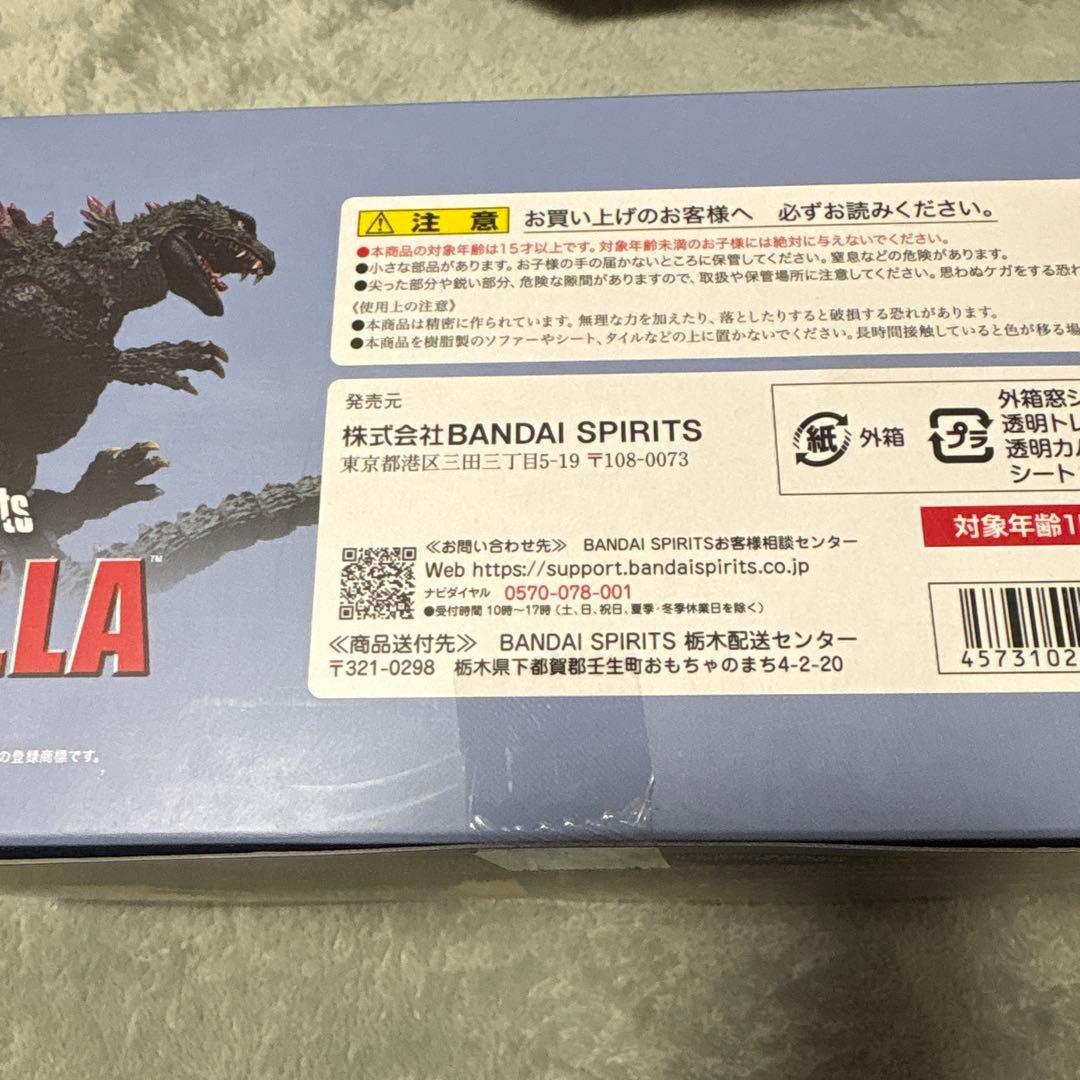 注意 お買い上げのお客様へ 必ずお読みください。
●本商品の対象年齢は15才以上です。対象年齢未満のお子様には絶対に与えないでください。
●小さな部品があります。お子様の手の届かないところに保管してください。窒息などの危険があります。
●尖った部分や鋭い部分、危険な隙間がありますので、取扱や保管場所に注意してください。思わぬケガをする恐れ
《使用上の注意》
●本商品は精密に作られています。無理な力を加えたり、落としたりすると破損する恐れがあります。
●本商品を樹脂製のソファーやシート、タイルなどの上に置かないでください。長時間接触していると色が移る場
発売元
株式会社BANDAI SPIRITS
東京都港区三田三丁目5-19 〒108-0073
紙 外箱
プラ
外箱窓シ
透明トレ
透明カバ
シート
対象年齢1
≪お問い合わせ先≫ BANDAI SPIRITSお客様相談センター
Web https://support.bandaispirits.co.jp
ナビダイヤル 0570-078-001
●受付時間 10時〜17時(土、日、祝日、夏季・冬季休業日を除く)
≪商品送付先≫ BANDAI SPIRITS 栃木配送センター
〒321-0298 栃木県下都賀郡壬生町おもちゃのまち4-2-20
4573102
ts
LLA™
の登録商標です。